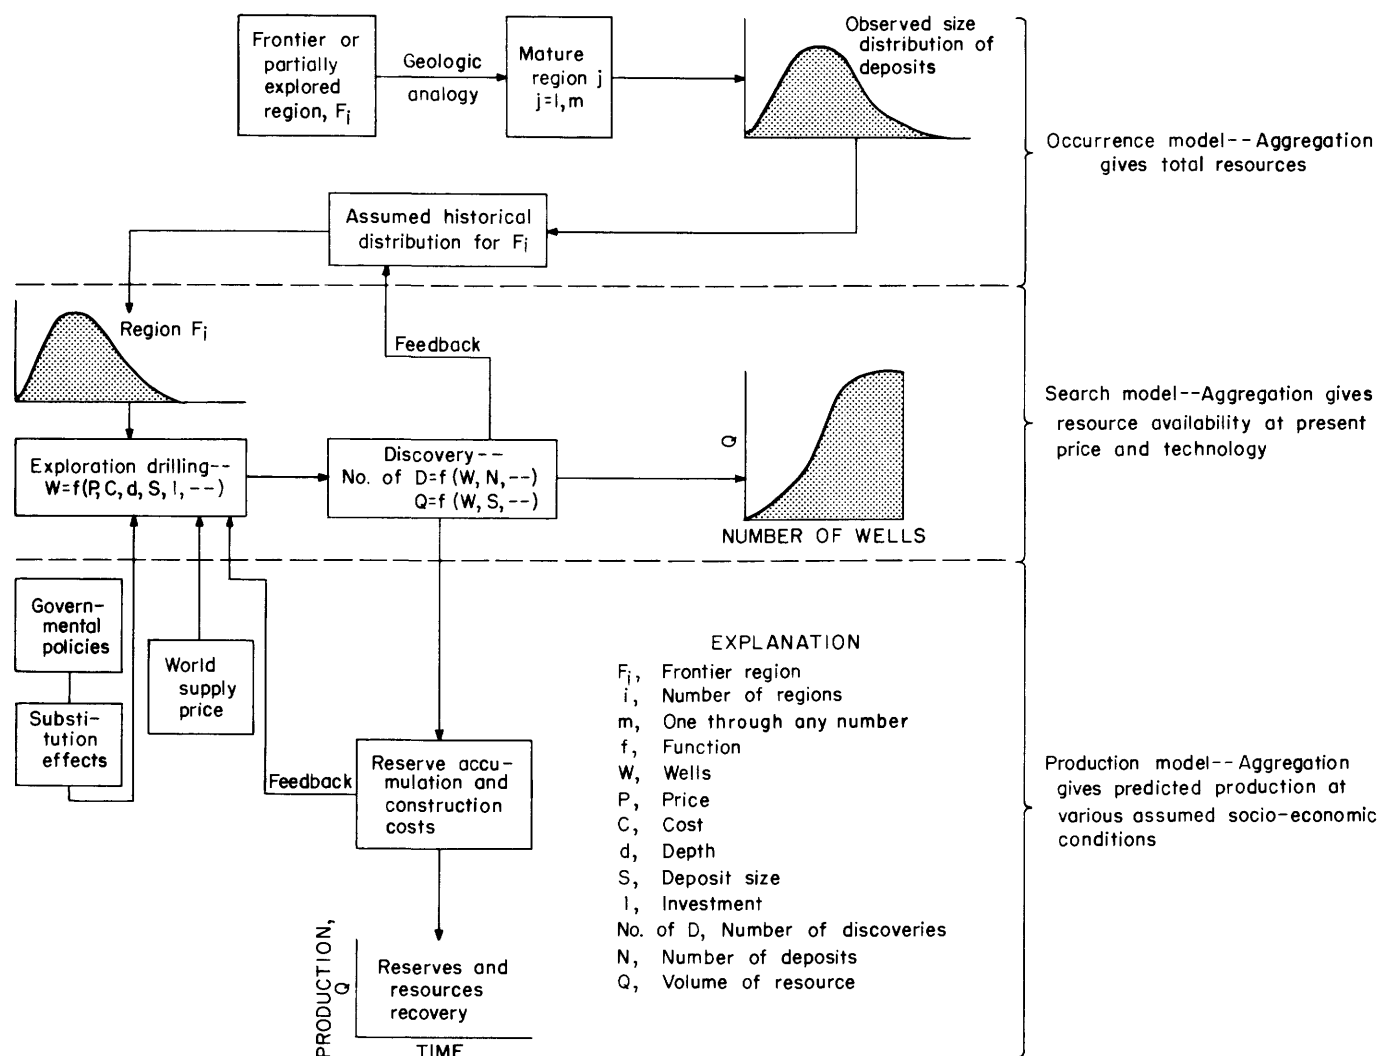 Frontier or
partially
explored
region, Fi
Geologic
analogy
Mature
region j
j=1,m
Observed size
distribution of
deposits
Occurrence model--Aggregation
gives total resources
Assumed historical
distribution for Fi
Region Fi
Feedback
Search model--Aggregation gives
resource availability at present
price and technology
Exploration drilling--
W=f(P,C,d,S,I,--)
Discovery--
No. of D=f(W,N,--)
Q=f(W,S,--)
Q
NUMBER OF WELLS
Govern-
mental
policies
Substi-
tution
effects
World
supply
price
Feedback
Reserve accu-
mulation and
construction
costs
PRODUCTION,
Q
Reserves and
resources
recovery
TIME
EXPLANATION
Fi, Frontier region
i, Number of regions
m, One through any number
f, Function
W, Wells
P, Price
C, Cost
d, Depth
S, Deposit size
I, Investment
No. of D, Number of discoveries
N, Number of deposits
Q, Volume of resource
Production model--Aggregation
gives predicted production at
various assumed socio-economic
conditions